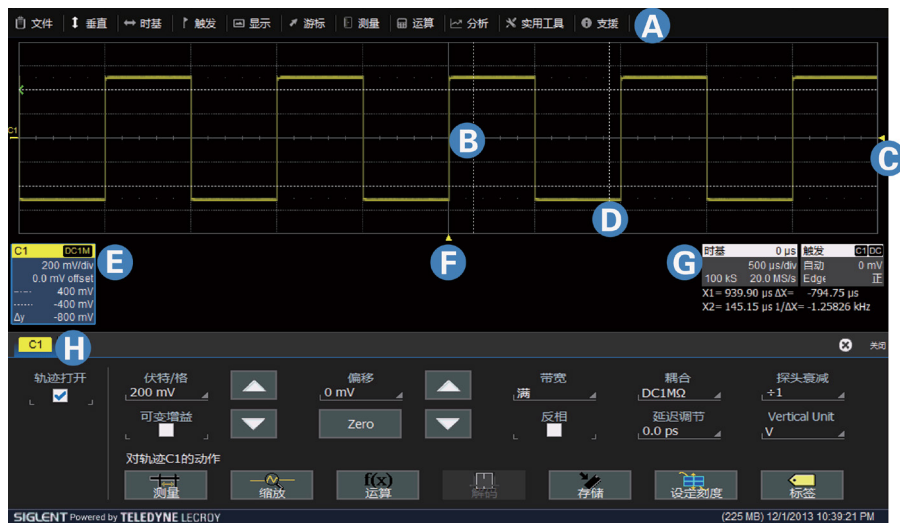 文件 垂直 时基 触发 显示 游标 测量 运算 分析 实用工具 支援 A
C1
B
C
D
E
F
G
C1 DC1M
200 mV/div
0.0 mV offset
400 mV
-400 mV
Δy -800 mV
时基 0 µs
500 µs/div
100 kS 20.0 MS/s
触发 C1 DC
自动 0 mV
Edge 正
X1= 939.90 µs ΔX= -794.75 µs
X2= 145.15 µs 1/ΔX= -1.25826 kHz
C1 H 关闭
轨迹打开
伏特/格
200 mV
可变增益
偏移
0 mV
Zero
带宽
满
反相
耦合
DC1MΩ
延迟调节
0.0 ps
探头衰减
÷1
Vertical Unit
V
对轨迹C1的动作
测量 缩放 f(x) 运算 解码 存储 设定刻度 标签
SIGLENT Powered by TELEDYNE LECROY (225 MB) 12/1/2013 10:39:21 PM